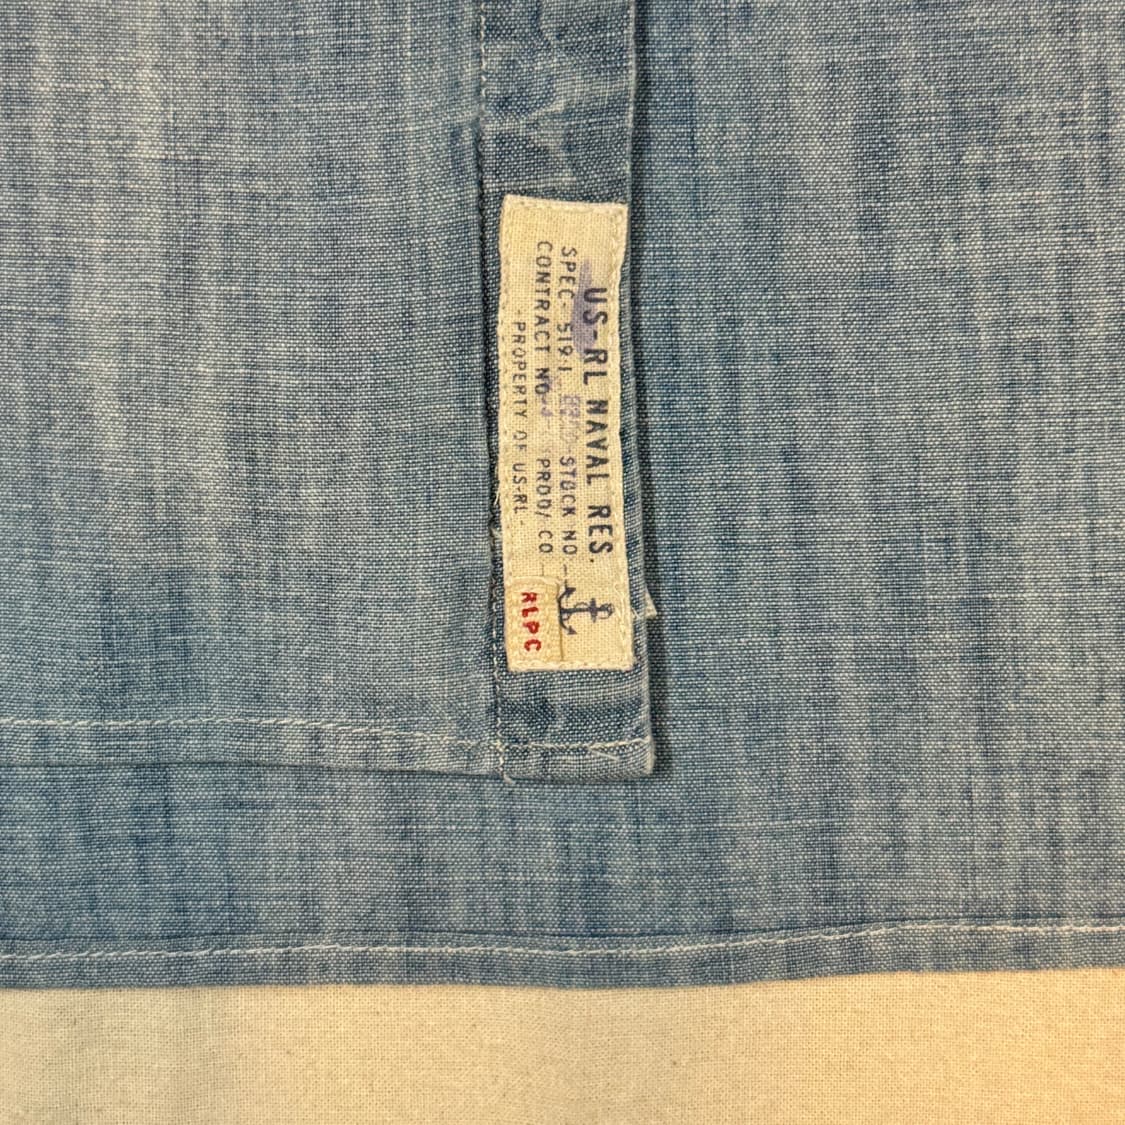 US-RL NAVAL RES.
SPEC- 519-1 STOCK NO
CONTRACT NO- PROD/ CO
-PROPERTY OF US-RL-
RLPC